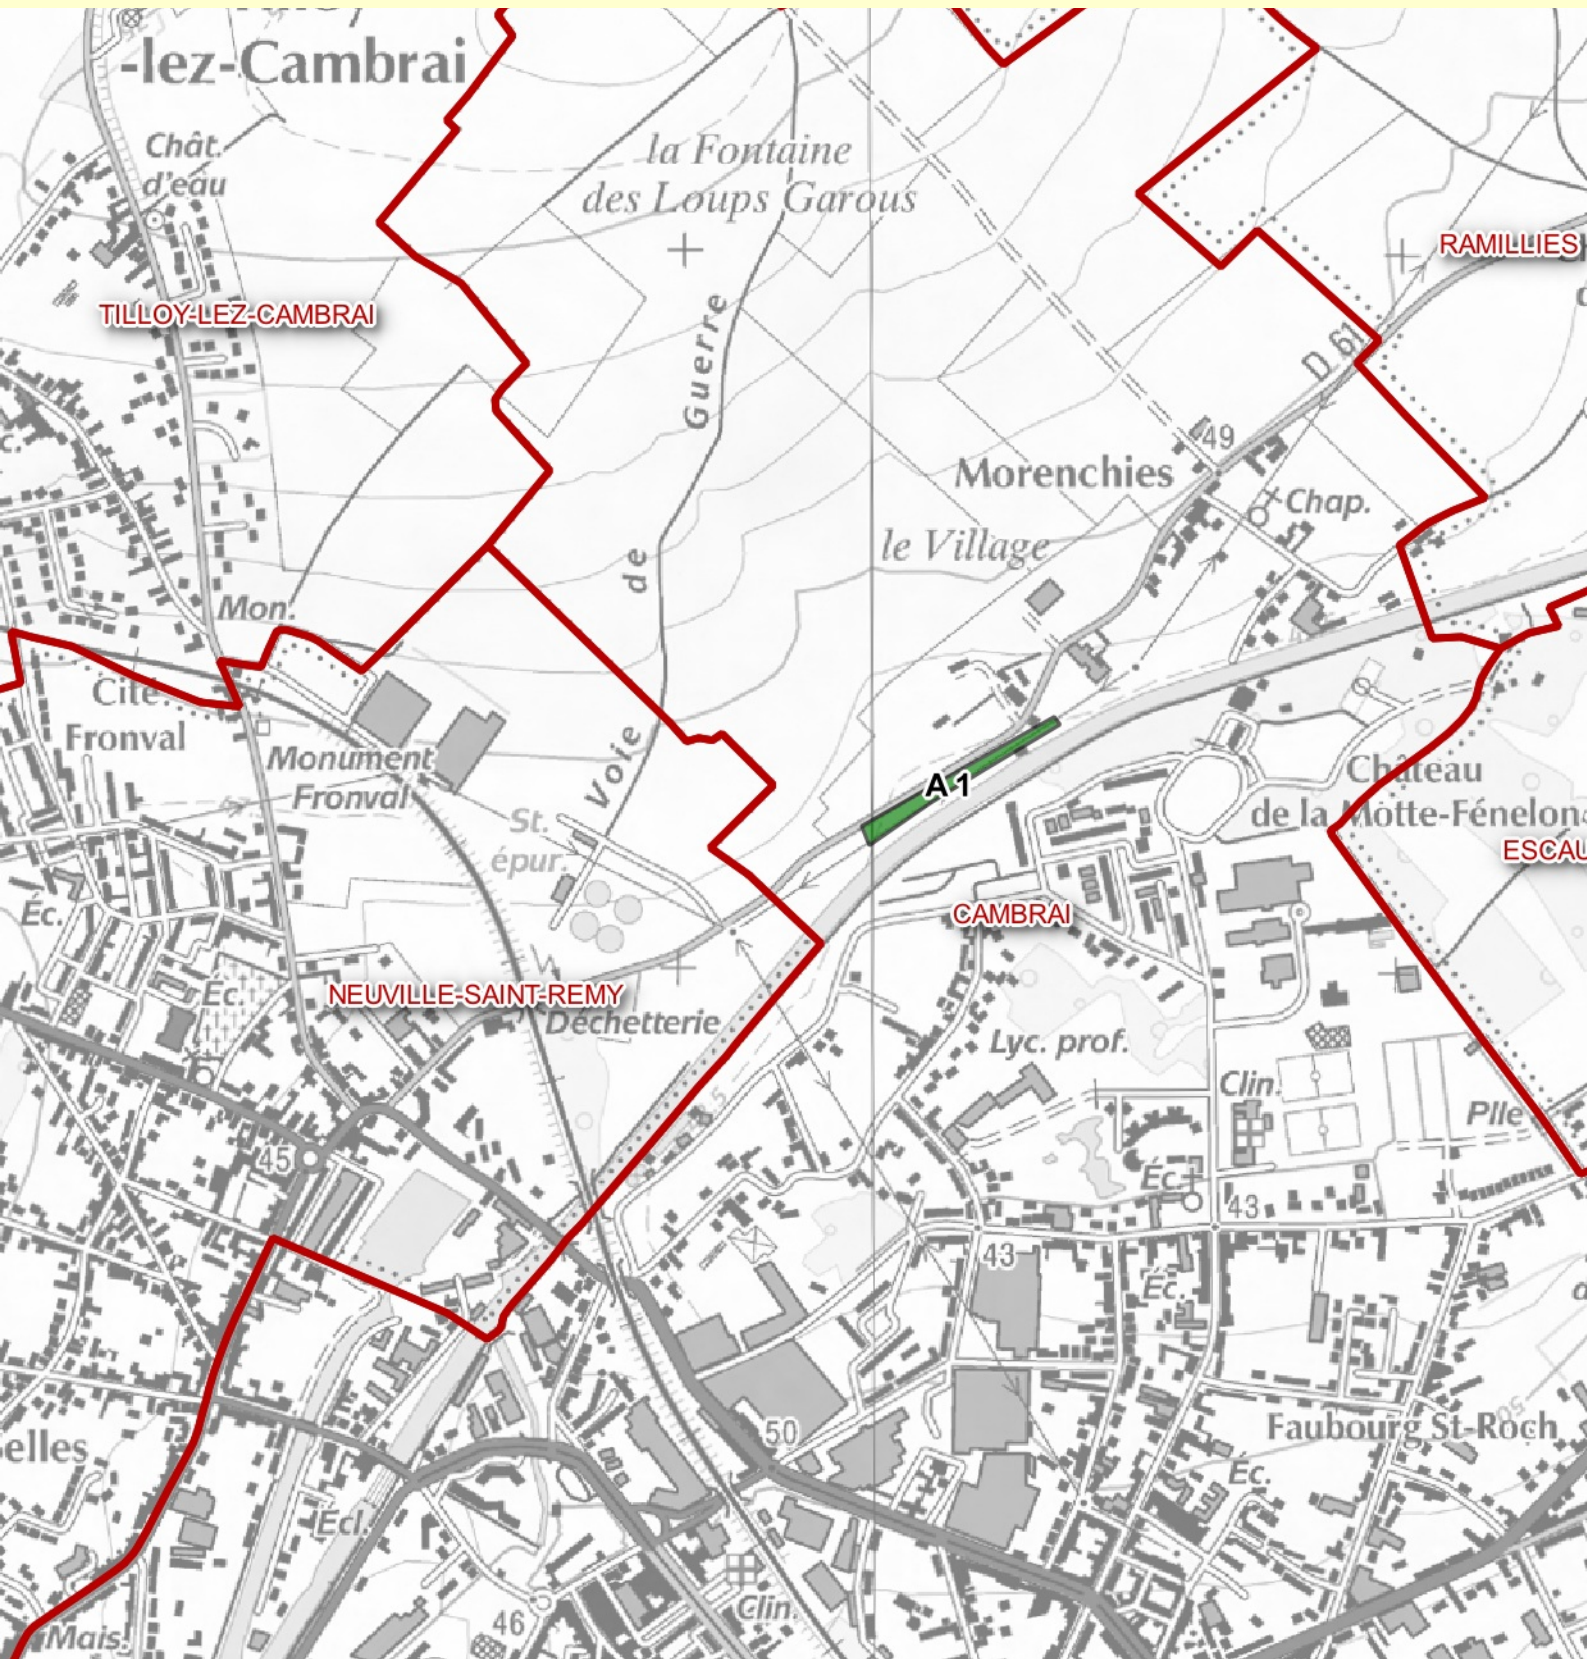 -lez-Cambrai
Chât.
d'eau
la Fontaine
des Loups Garous
RAMILLIES
TILLOY-LEZ-CAMBRAI
Guerre
D 61
49
Morenchies
Chap.
le Village
de
Mon.
Cité
Fronval
Monument
Fronval
Voie
Château
de la Motte-Fénelon
A 1
St.
épur.
ESCAU
Éc.
CAMBRAI
Éc.
NEUVILLE-SAINT-REMY
Déchetterie
Lyc. prof.
Clin.
Plle
45
Éc.
43
43
Éc.
50
Faubourg St-Roch
elles
Éc.
50
Écl.
Clin.
46
Mais.